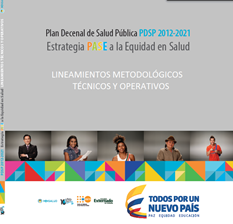 Plan Decenal de Salud Pública PDSP 2012-2021
Estrategia PASE a la Equidad en Salud
LINEAMIENTOS METODOLÓGICOS
TÉCNICOS Y OPERATIVOS
TODOS POR UN
NUEVO PAÍS
PAZ EQUIDAD EDUCACIÓN